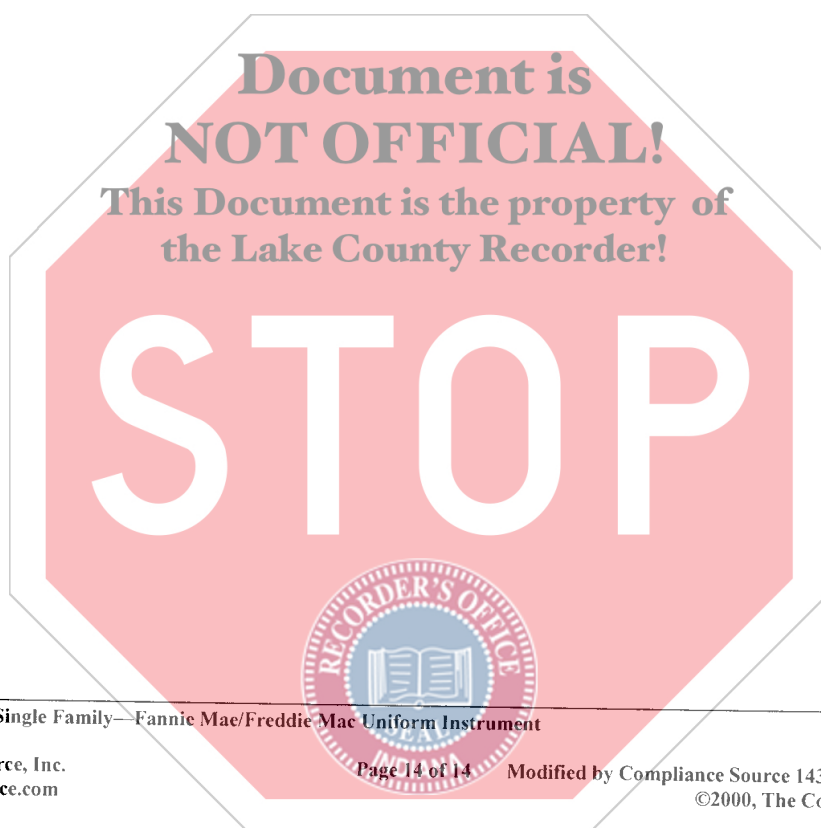 Document is
NOT OFFICIAL!
This Document is the property of
the Lake County Recorder!
STOP
RECORDER'S OFFICE
SEAL
INDIANA
Single Family—Fannie Mae/Freddie Mac Uniform Instrument
rce, Inc.
Page 14 of 14 Modified by Compliance Source 143
ce.com
©2000, The Co